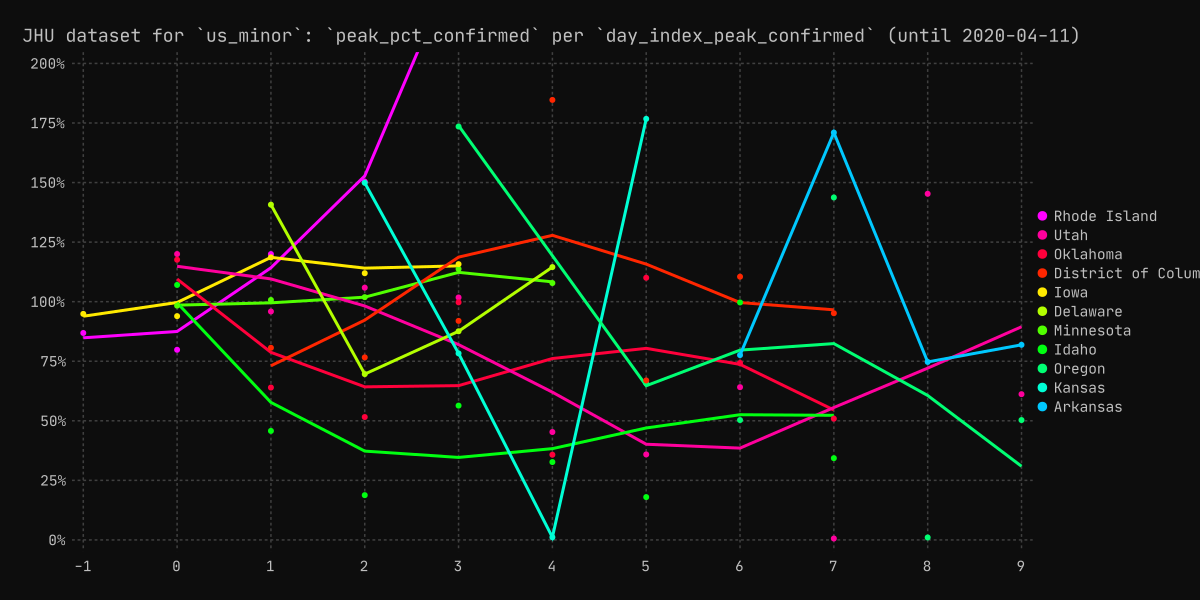 JHU dataset for `us_minor`: `peak_pct_confirmed` per `day_index_peak_confirmed` (until 2020-04-11)
200%
175%
150%
125%
100%
75%
50%
25%
0%
-1 0 1 2 3 4 5 6 7 8 9
Rhode Island
Utah
Oklahoma
District of Colum
Iowa
Delaware
Minnesota
Idaho
Oregon
Kansas
Arkansas